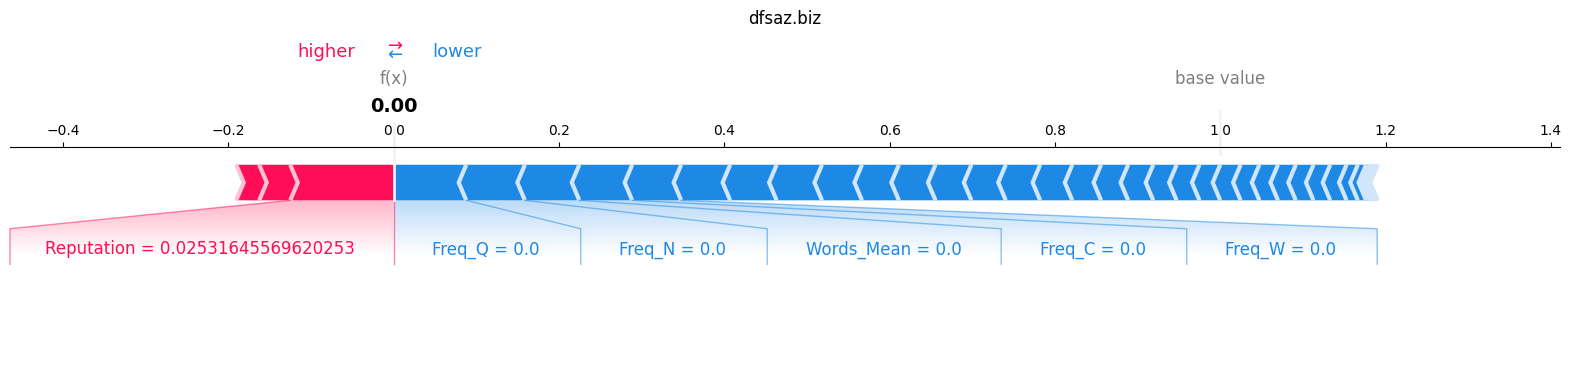 dfsaz.biz
higher ⇄ lower
f(x) base value
0.00
−0.4 −0.2 0 0 0.2 0.4 0.6 0.8 1 0 1.2 1.4
Reputation = 0.02531645569620253 Freq_Q = 0.0 Freq_N = 0.0 Words_Mean = 0.0 Freq_C = 0.0 Freq_W = 0.0